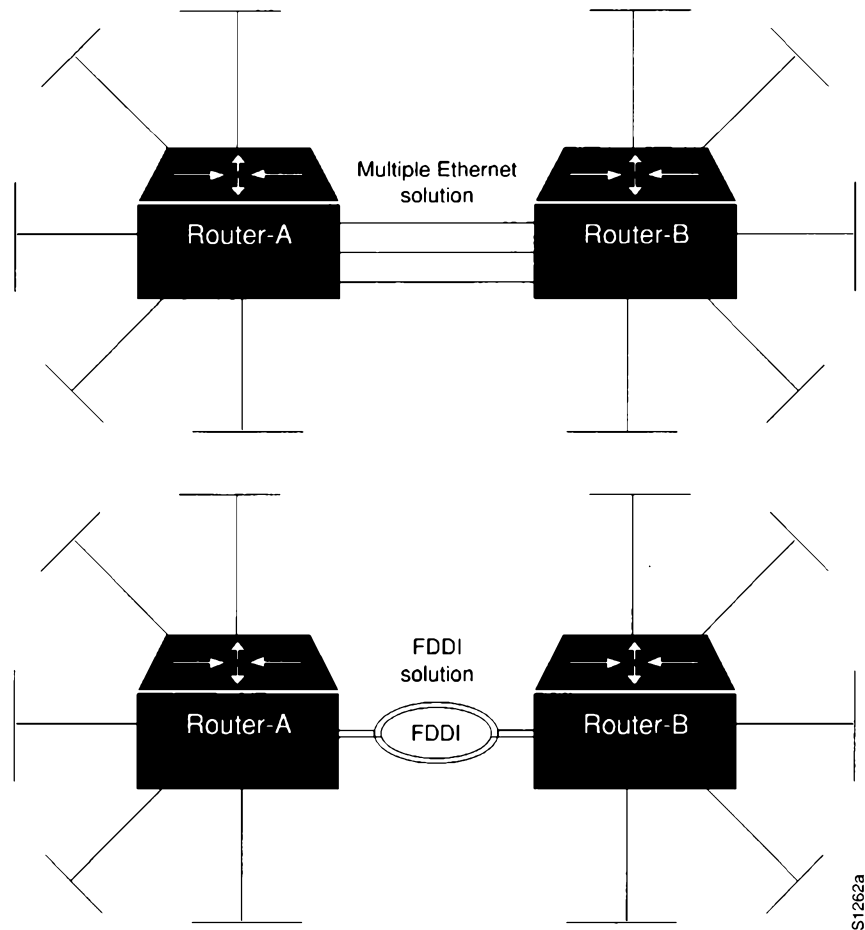 Multiple Ethernet
solution
Router-A
Router-B
FDDI
solution
Router-A
FDDI
Router-B
S1262a